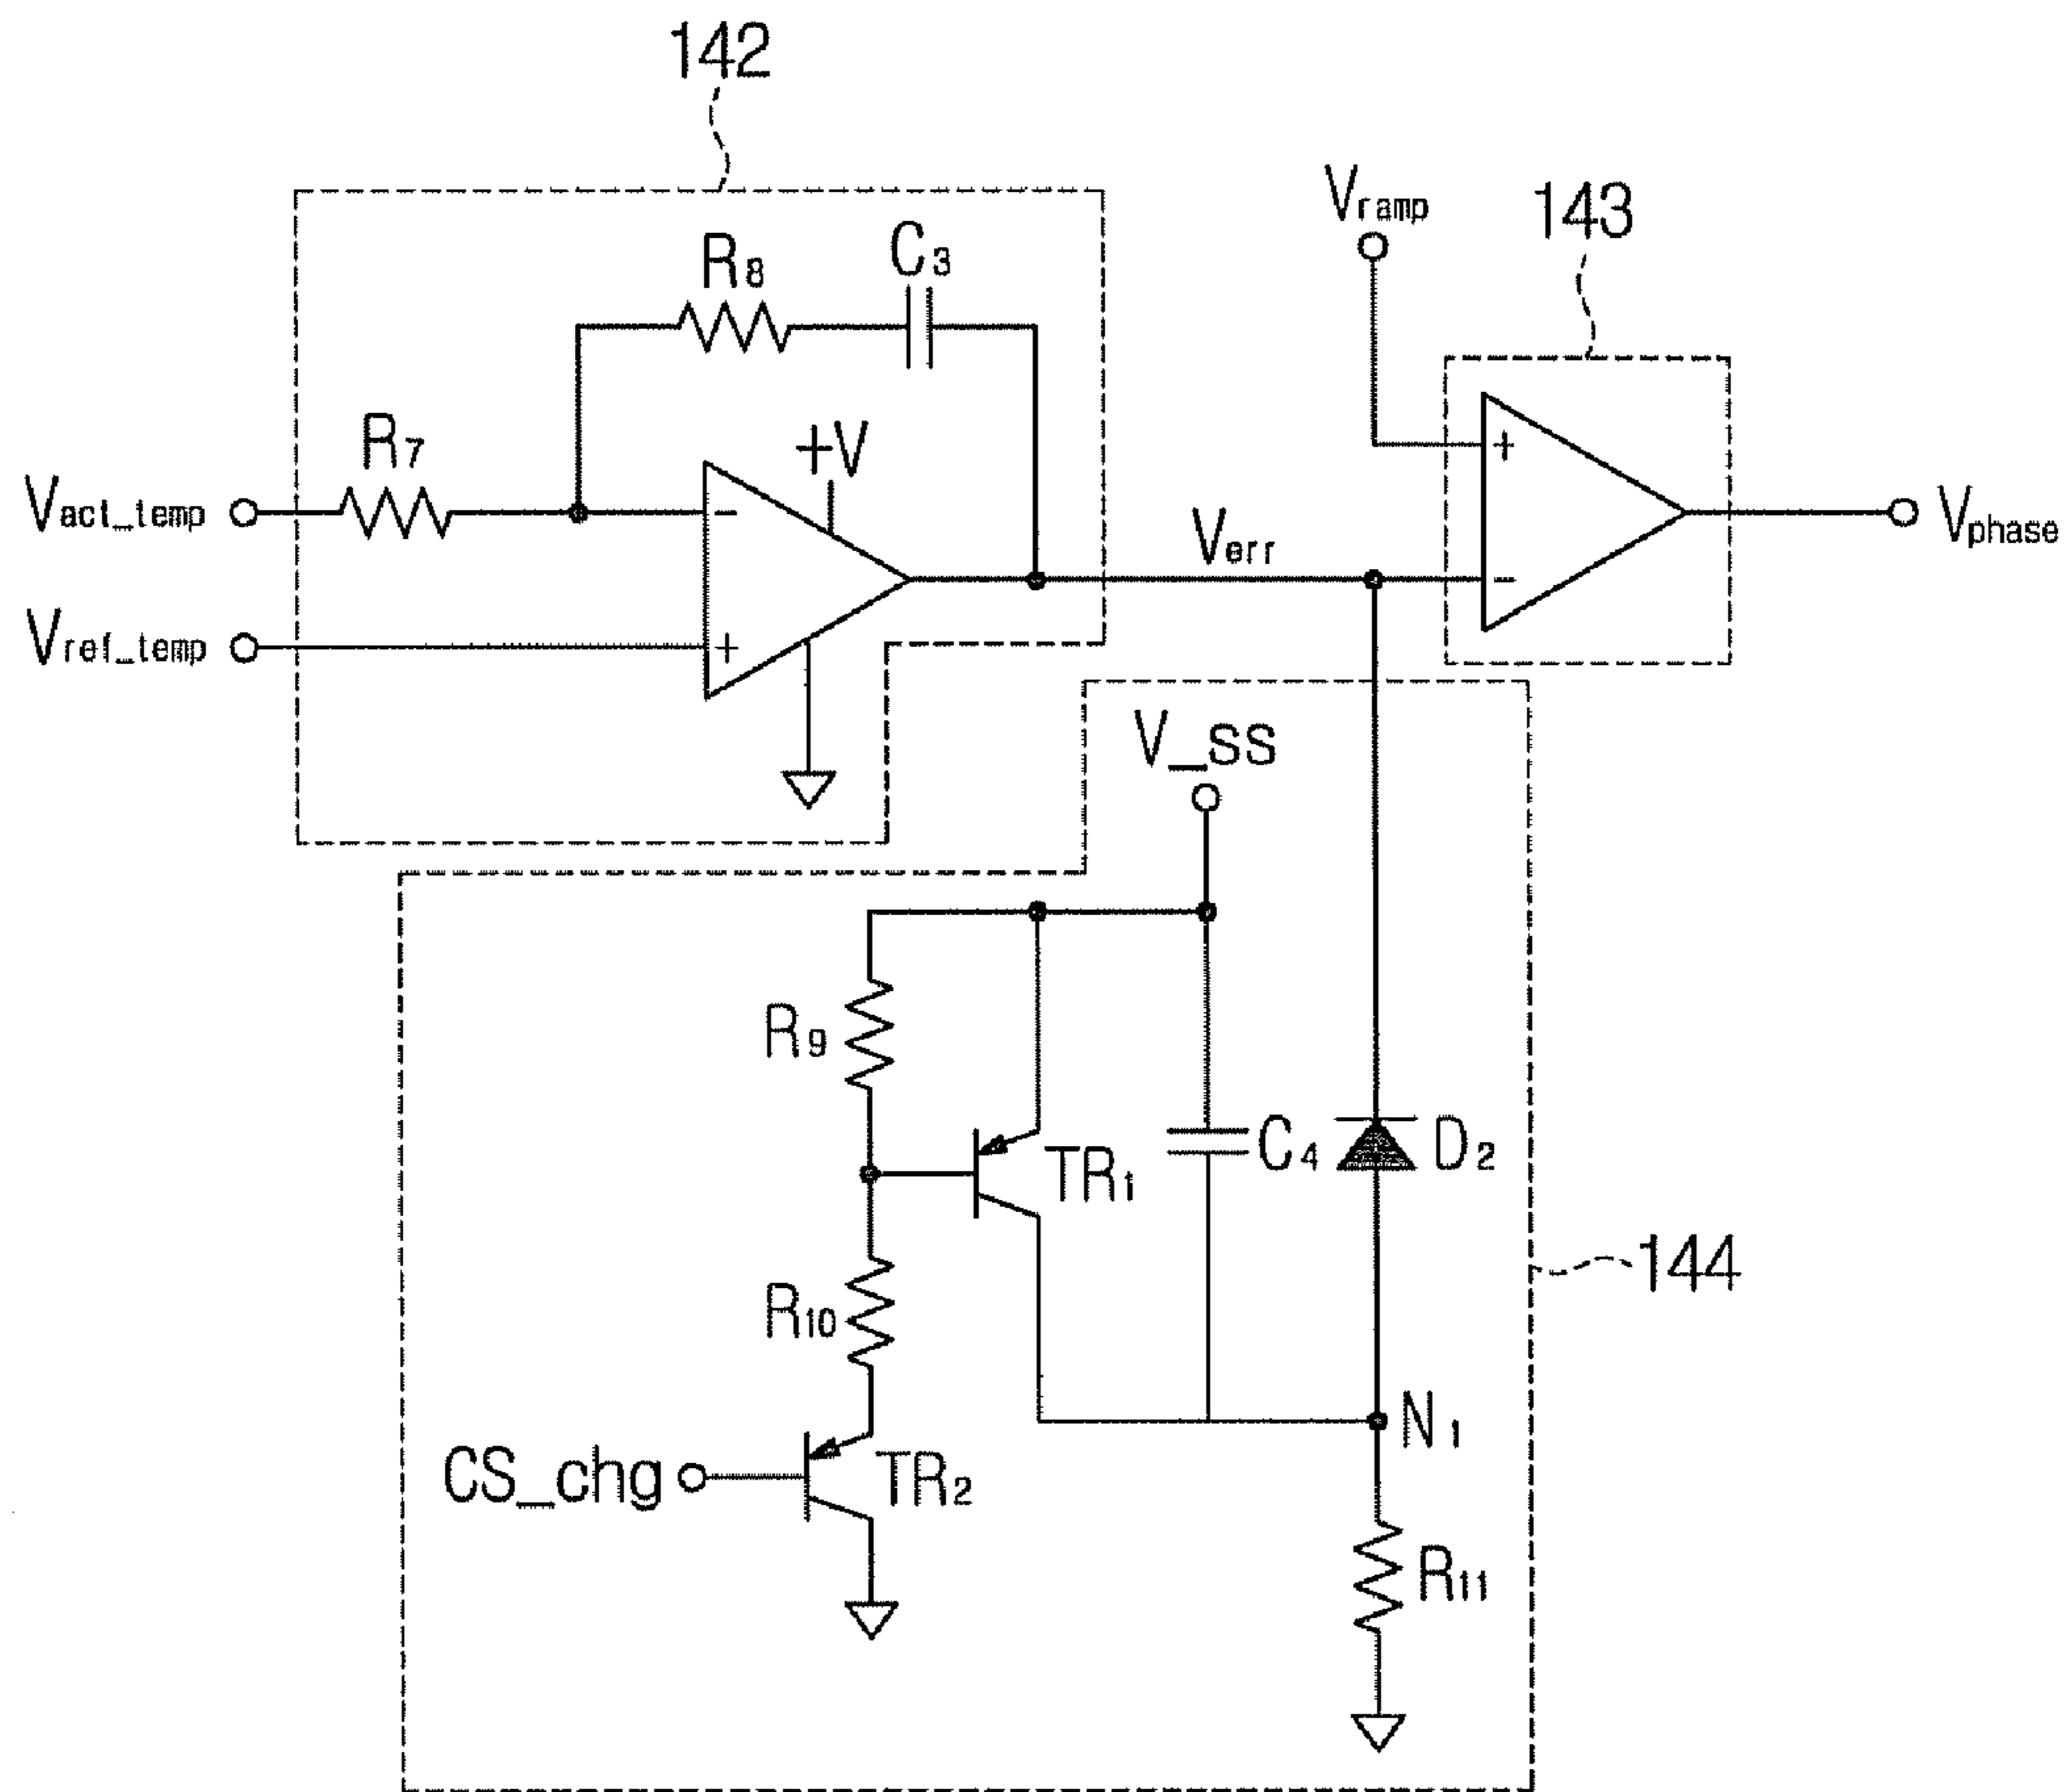 142
Vramp
143
R8
C3
R7
+V
Vact_temp
-
+
Verr
Vphase
Vref_temp
+
-
V_SS
R9
TR1
C4
D2
144
R10
N1
CS_chg
TR2
R11